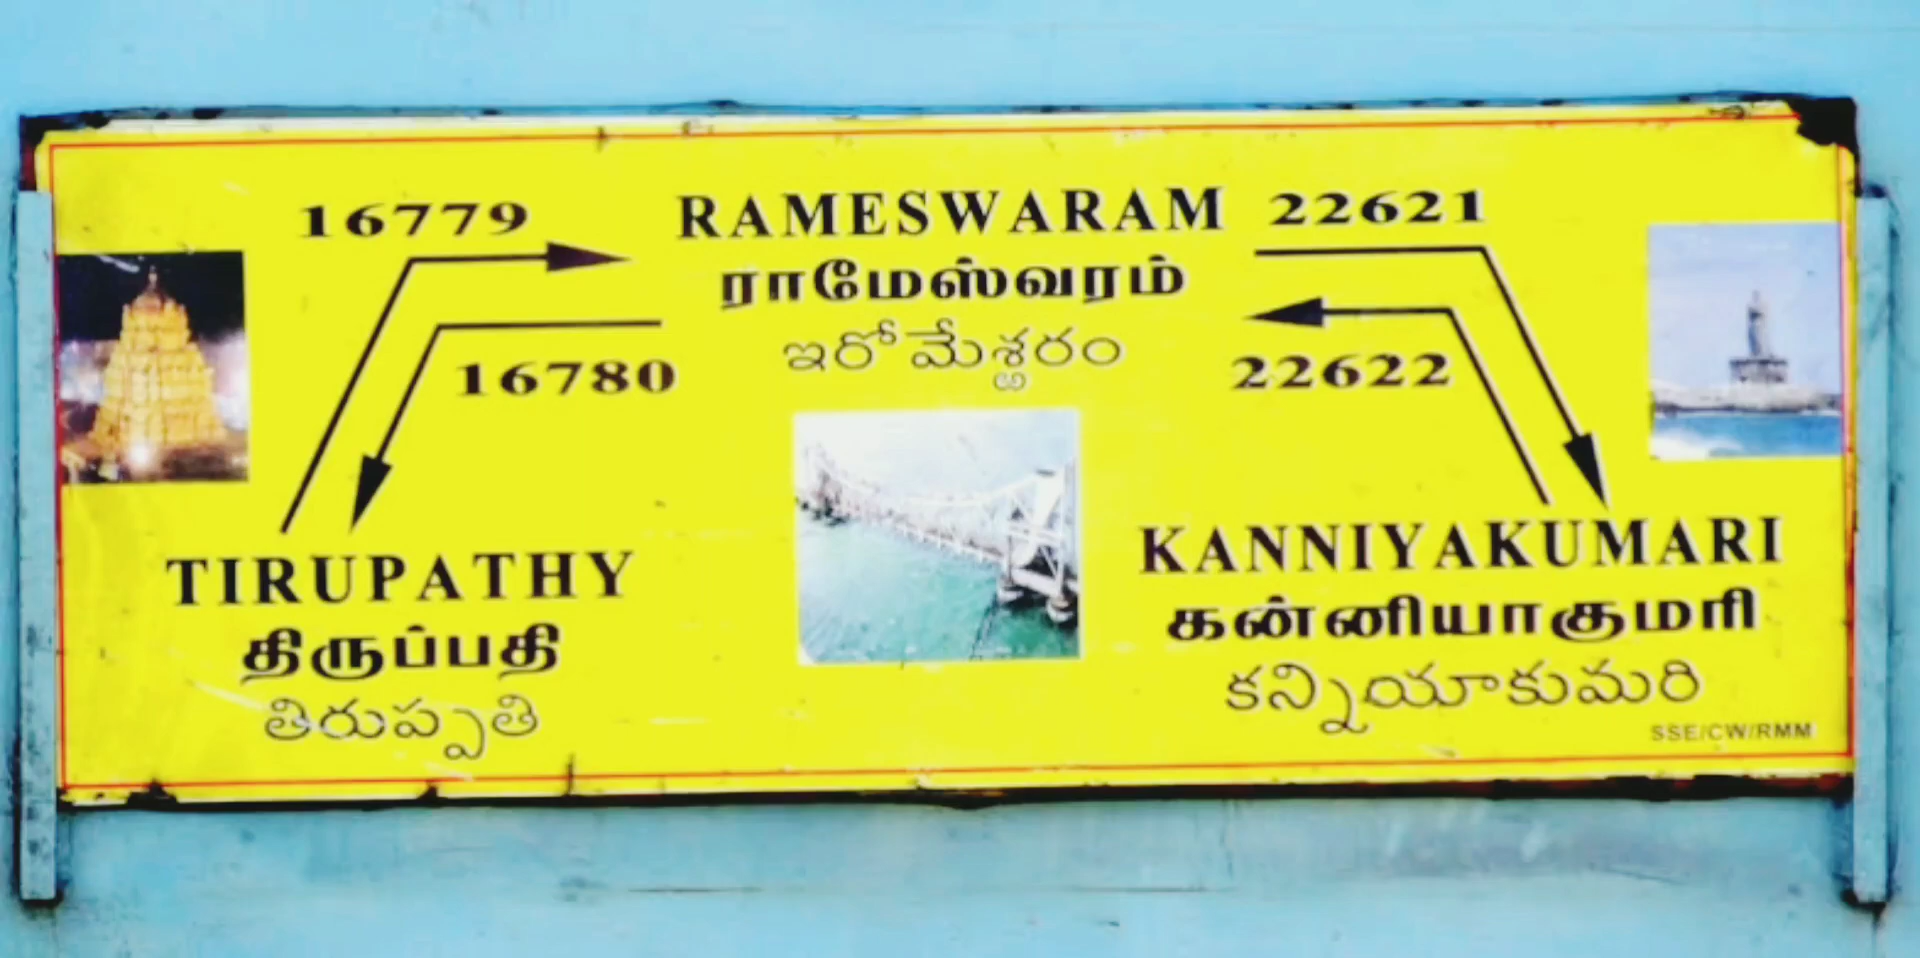 16779
RAMESWARAM
22621
ராமேஸ்வரம்
ఇరోమేశ్వరం
16780
22622
TIRUPATHY
திருப்பதி
తిరుప్పతి
KANNIYAKUMARI
கன்னியாகுமரி
కన్నియాకుమరి
SSE/CW/RMM